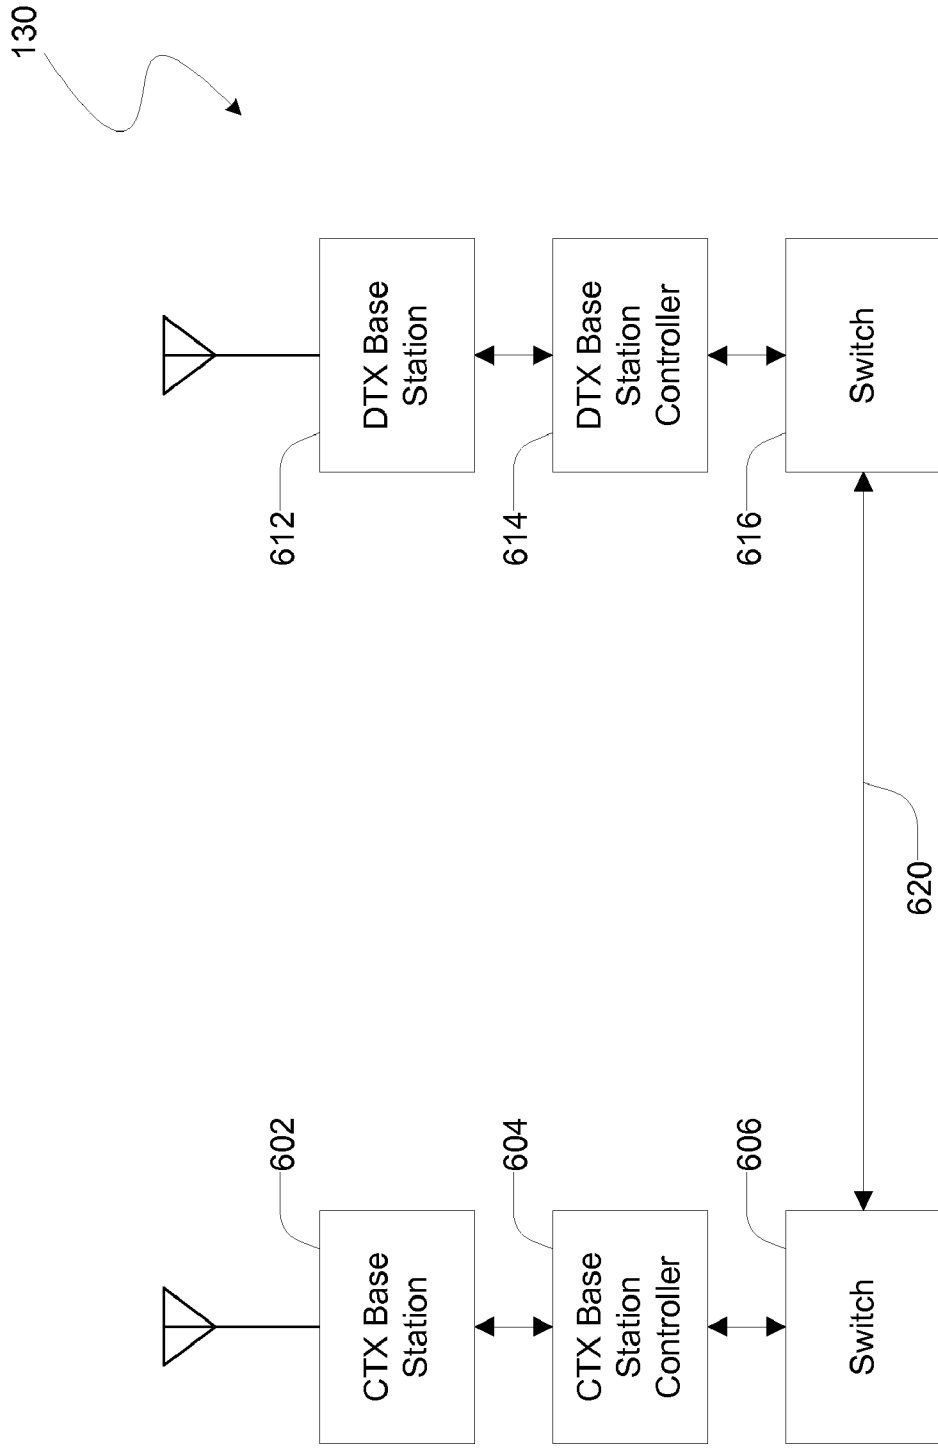 130
CTX Base
Station
602
CTX Base
Station
Controller
604
Switch
606
DTX Base
Station
612
DTX Base
Station
Controller
614
Switch
616
620